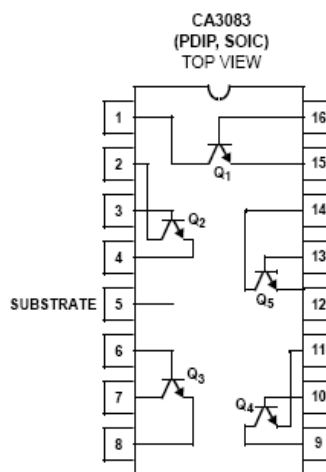 CA3083
(PDIP, SOIC)
TOP VIEW
1
16
Q1
2
15
3
Q2
14
4
13
SUBSTRATE 5
Q5
12
6
11
Q3
7
Q4
10
8
9